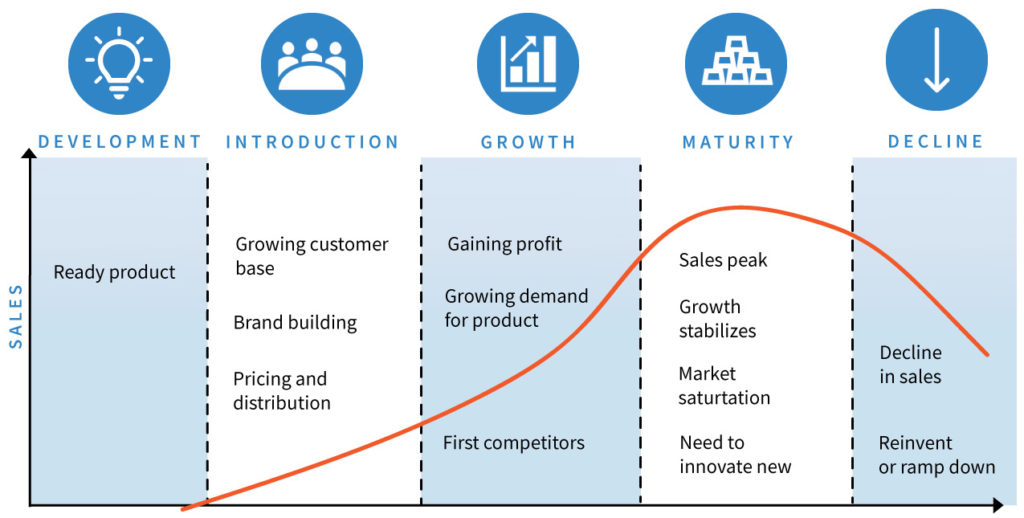 DEVELOPMENT
INTRODUCTION
GROWTH
MATURITY
DECLINE
SALES
Ready product
Growing customer
base
Brand building
Pricing and
distribution
Gaining profit
Growing demand
for product
First competitors
Sales peak
Growth
stabilizes
Market
saturtation
Need to
innovate new
Decline
in sales
Reinvent
or ramp down